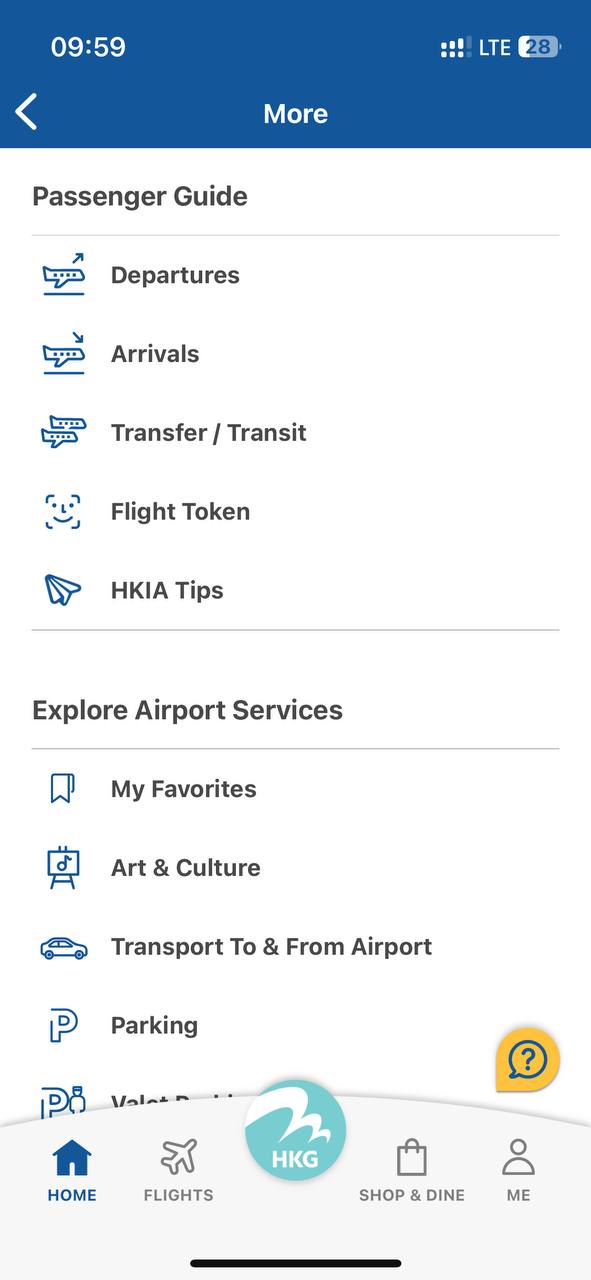 09:59
LTE 28
More
Passenger Guide
Departures
Arrivals
Transfer / Transit
Flight Token
HKIA Tips
Explore Airport Services
My Favorites
Art & Culture
Transport To & From Airport
P
Parking
P
Valet
?
HKG
HOME
FLIGHTS
SHOP & DINE
ME